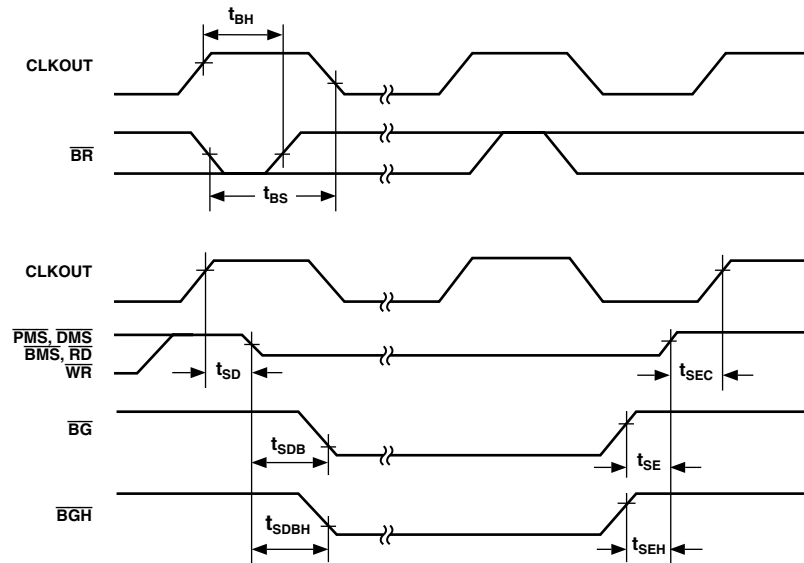 tBH
CLKOUT
BR
tBS
CLKOUT
PMS, DMS
BMS, RD
WR
tSD
tSEC
BG
tSDB
tSE
BGH
tSDBH
tSEH